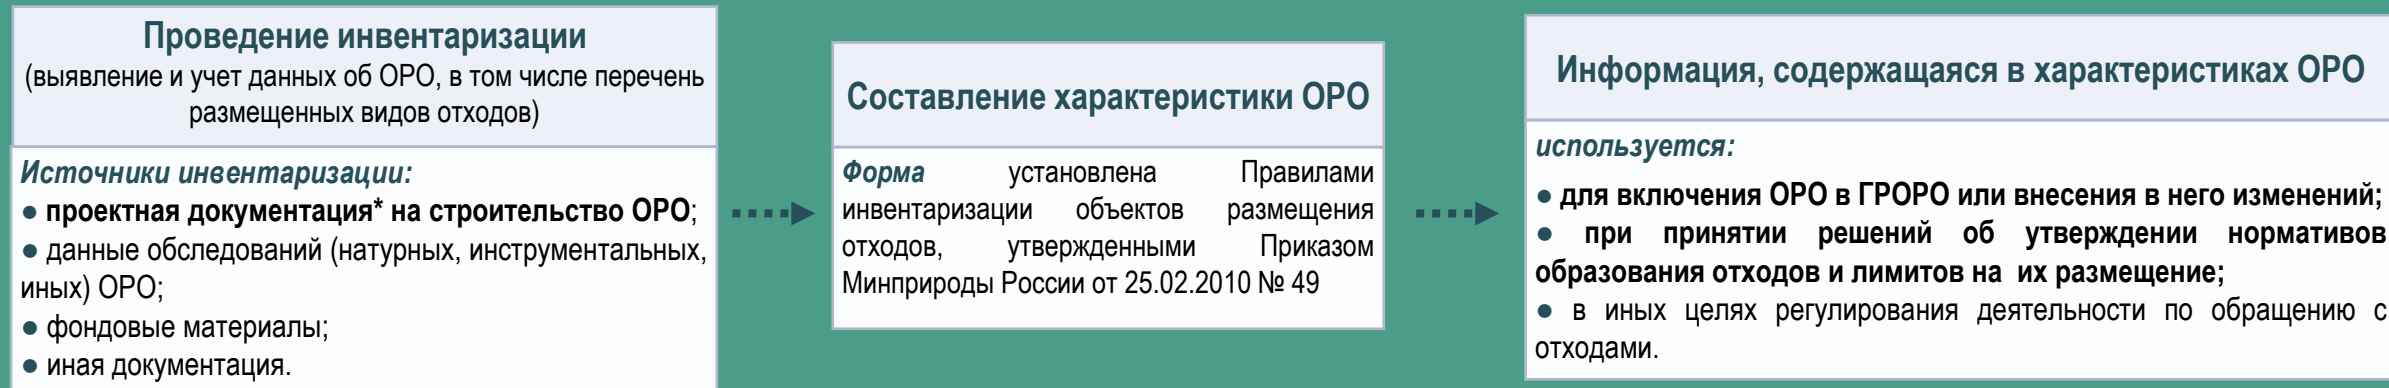 Проведение инвентаризации
(выявление и учет данных об ОРО, в том числе перечень
размещенных видов отходов)
Источники инвентаризации:
● проектная документация* на строительство ОРО;
● данные обследований (натурных, инструментальных,
иных) ОРО;
● фондовые материалы;
● иная документация.
Составление характеристики ОРО
Форма установлена Правилами
инвентаризации объектов размещения
отходов, утвержденными Приказом
Минприроды России от 25.02.2010 № 49
Информация, содержащаяся в характеристиках ОРО
используется:
● для включения ОРО в ГРОРО или внесения в него изменений;
● при принятии решений об утверждении нормативов
образования отходов и лимитов на их размещение;
● в иных целях регулирования деятельности по обращению с
отходами.